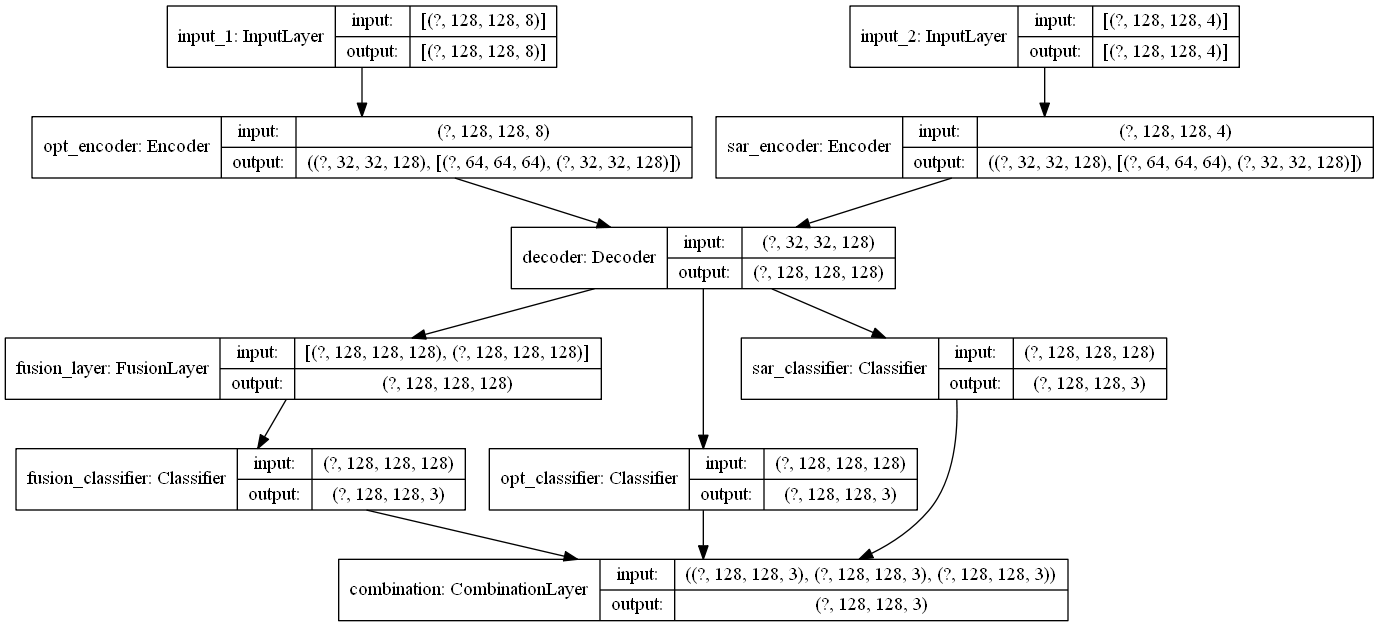 input_1: InputLayer
input: [(?, 128, 128, 8)]
output: [(?, 128, 128, 8)]
input_2: InputLayer
input: [(?, 128, 128, 4)]
output: [(?, 128, 128, 4)]
opt_encoder: Encoder
input: (?, 128, 128, 8)
output: ((?, 32, 32, 128), [(?, 64, 64, 64), (?, 32, 32, 128)])
sar_encoder: Encoder
input: (?, 128, 128, 4)
output: ((?, 32, 32, 128), [(?, 64, 64, 64), (?, 32, 32, 128)])
decoder: Decoder
input: (?, 32, 32, 128)
output: (?, 128, 128, 128)
fusion_layer: FusionLayer
input: [(?, 128, 128, 128), (?, 128, 128, 128)]
output: (?, 128, 128, 128)
sar_classifier: Classifier
input: (?, 128, 128, 128)
output: (?, 128, 128, 3)
fusion_classifier: Classifier
input: (?, 128, 128, 128)
output: (?, 128, 128, 3)
opt_classifier: Classifier
input: (?, 128, 128, 128)
output: (?, 128, 128, 3)
combination: CombinationLayer
input: ((?, 128, 128, 3), (?, 128, 128, 3), (?, 128, 128, 3))
output: (?, 128, 128, 3)